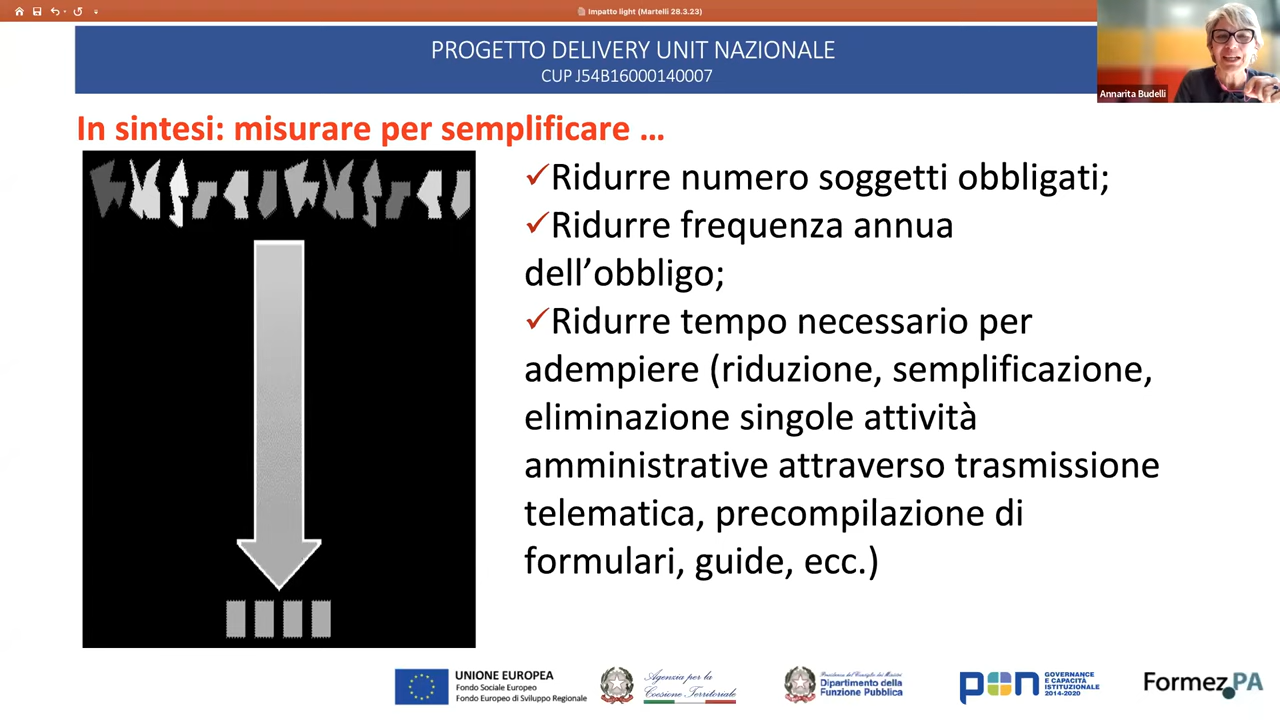 Impatto light (Martelli 28.3.23)
PROGETTO DELIVERY UNIT NAZIONALE
CUP J54B16000140007
Annarita Budelli
In sintesi: misurare per semplificare ...
✓Ridurre numero soggetti obbligati;
✓Ridurre frequenza annua
dell’obbligo;
✓Ridurre tempo necessario per
adempiere (riduzione, semplificazione,
eliminazione singole attività
amministrative attraverso trasmissione
telematica, precompilazione di
formulari, guide, ecc.)
UNIONE EUROPEA
Fondo Sociale Europeo
Fondo Europeo di Sviluppo Regionale
Agenzia per la
Coesione Territoriale
Presidenza del Consiglio dei Ministri
Dipartimento della
Funzione Pubblica
pon
GOVERNANCE
E CAPACITÀ
ISTITUZIONALE
2014-2020
Formez PA